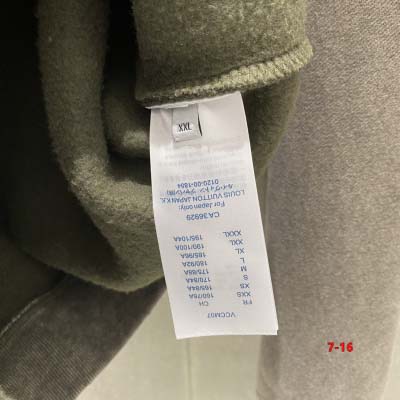 XXL
VCCM07
FR CH
XXS 160/76A
XS 165/84A
S 170/84A
M 175/88A
L 180/92A
XL 185/96A
XXL 190/100A
XXXL 195/104A
CA36929
For Japan only:
LOUIS VUITTON JAPAN K.K.
0120-00-1854
7-16